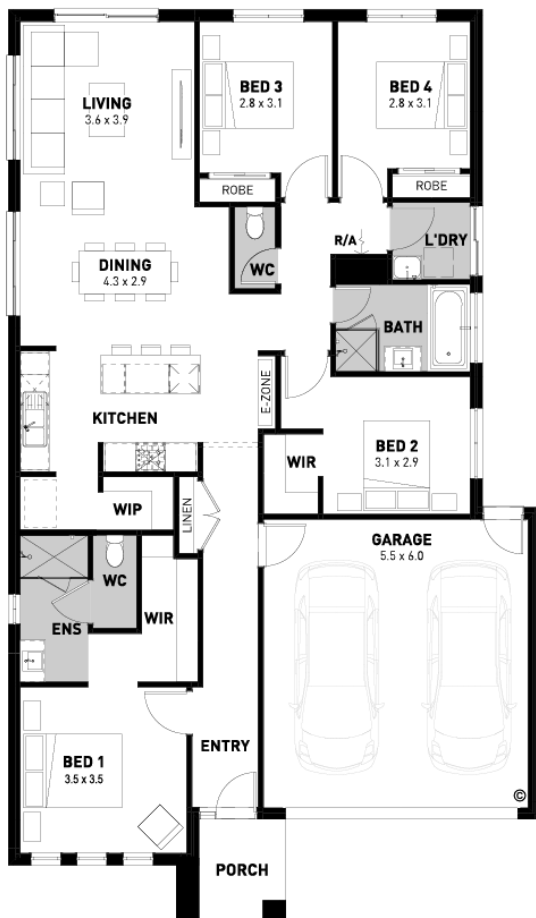 LIVING
3.6 x 3.9
BED 3
2.8 x 3.1
BED 4
2.8 x 3.1
ROBE
ROBE
WC
R/A
L'DRY
DINING
4.3 x 2.9
BATH
KITCHEN
E-ZONE
WIR
BED 2
3.1 x 2.9
WIP
LINEN
GARAGE
5.5 x 6.0
WC
ENS
WIR
BED 1
3.5 x 3.5
ENTRY
©
PORCH